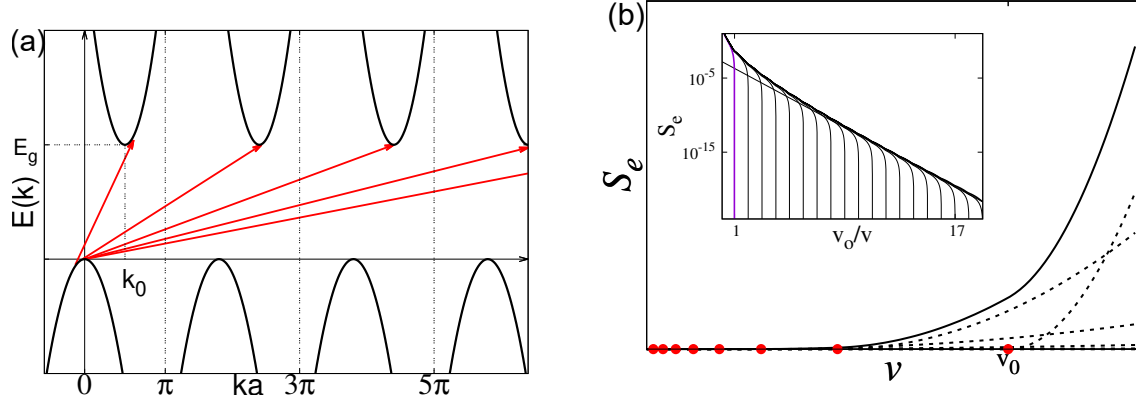 (a)
E_g
E(k)
k_0
0
π
ka
3π
5π
(b)
S_e
v
v_0
10^-5
10^-15
S_e
1
v_o/v
17